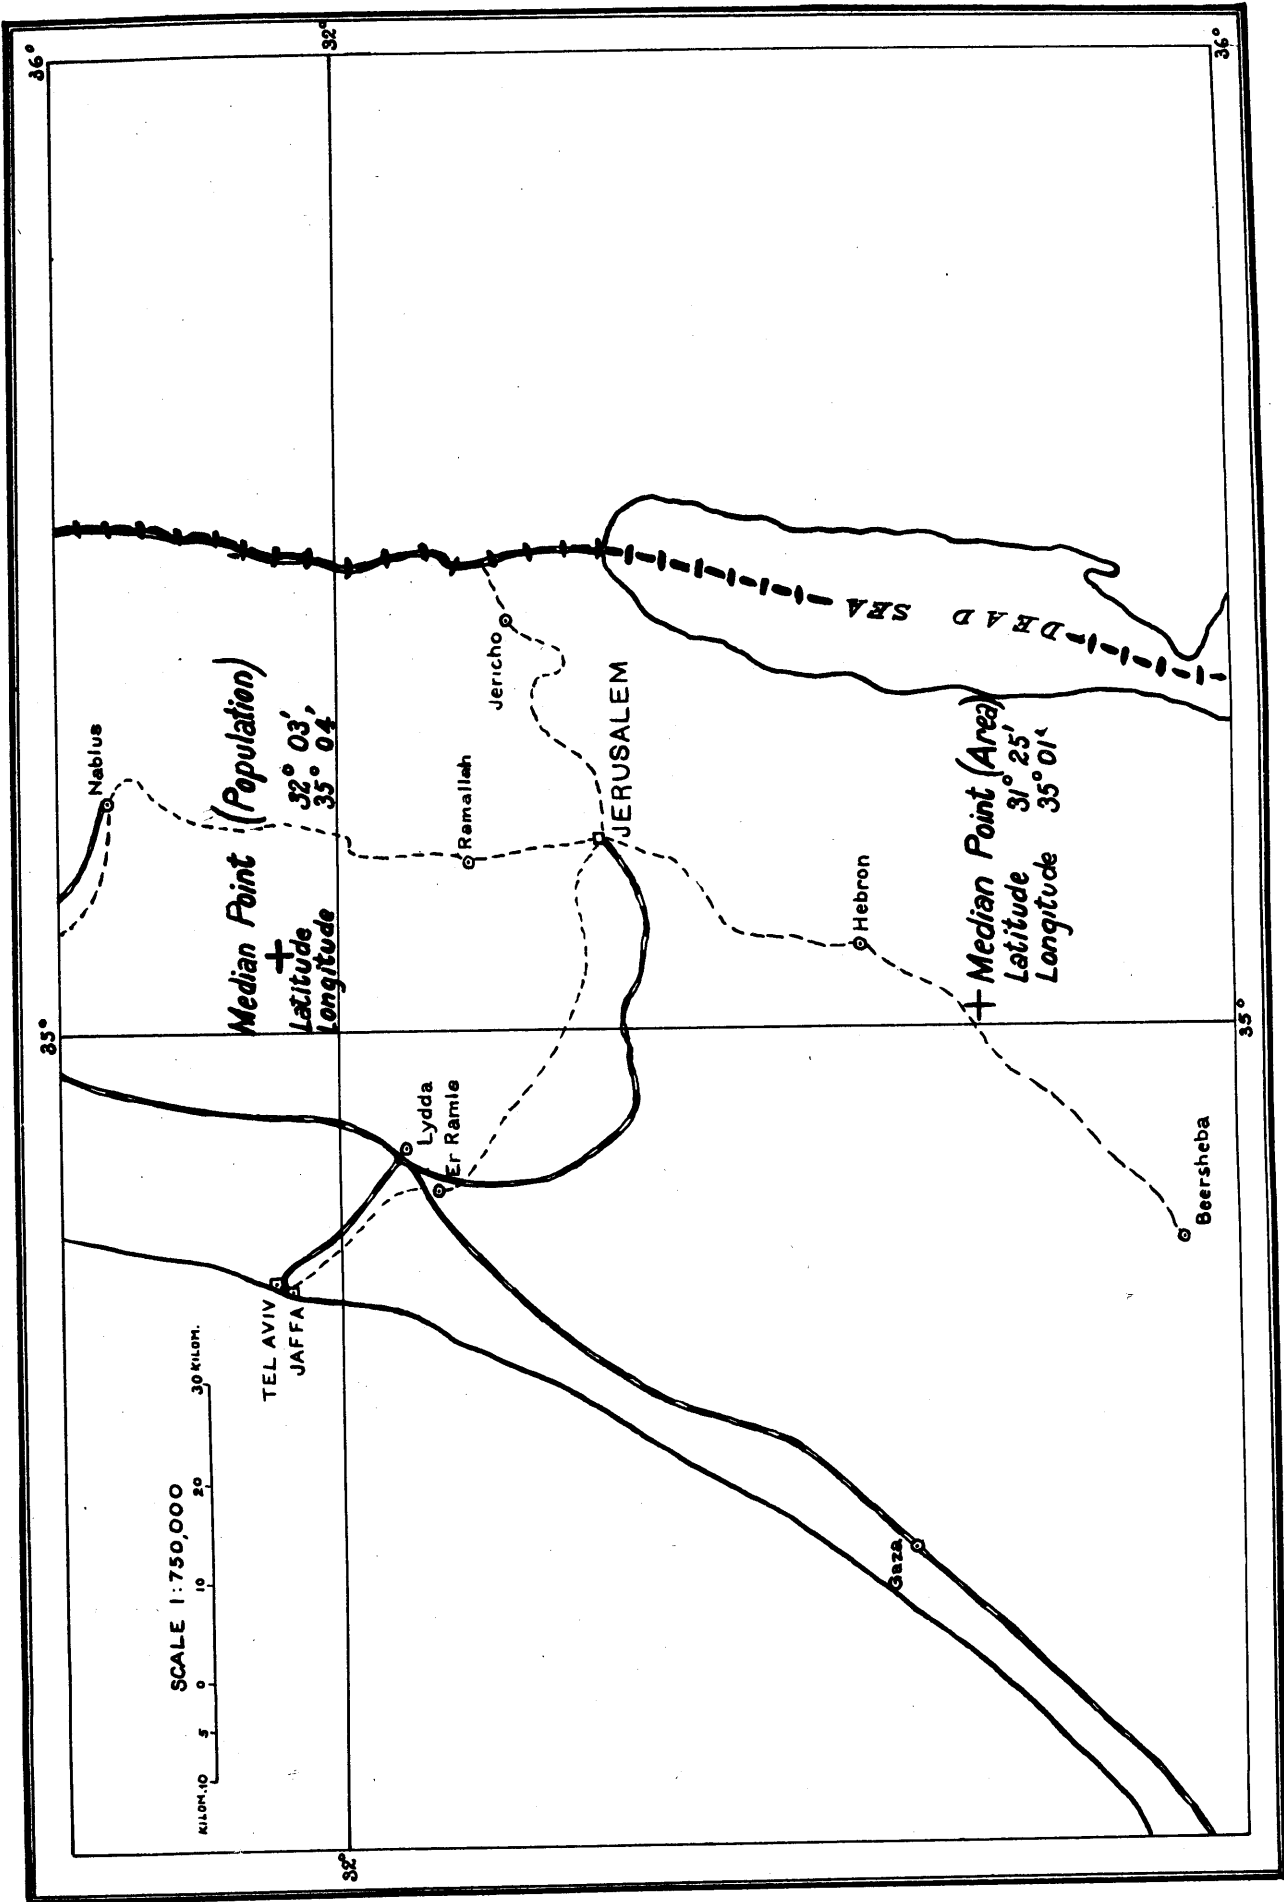 36°
32°
36°
Nablus
Median Point (Population)
Latitude 32° 03'
Longitude 35° 04'
Jericho
Ramallah
JERUSALEM
DEAD SEA
Hebron
Median Point (Area)
Latitude 31° 25'
Longitude 35° 01'
35°
35°
Lydda
Er Ramle
Beersheba
TEL AVIV
JAFFA
Gaza
SCALE 1:750,000
KILOM.10 5 0 10 20 30 KILOM.
32°